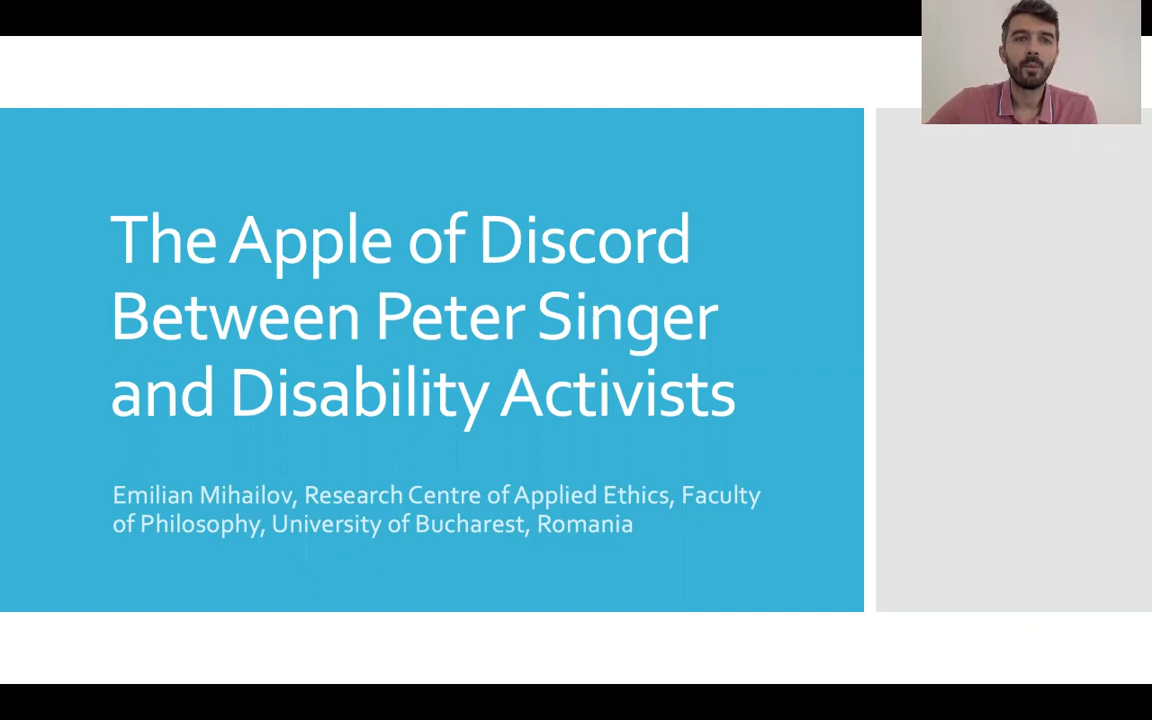 The Apple of Discord
Between Peter Singer
and Disability Activists
Emilian Mihailov, Research Centre of Applied Ethics, Faculty
of Philosophy, University of Bucharest, Romania